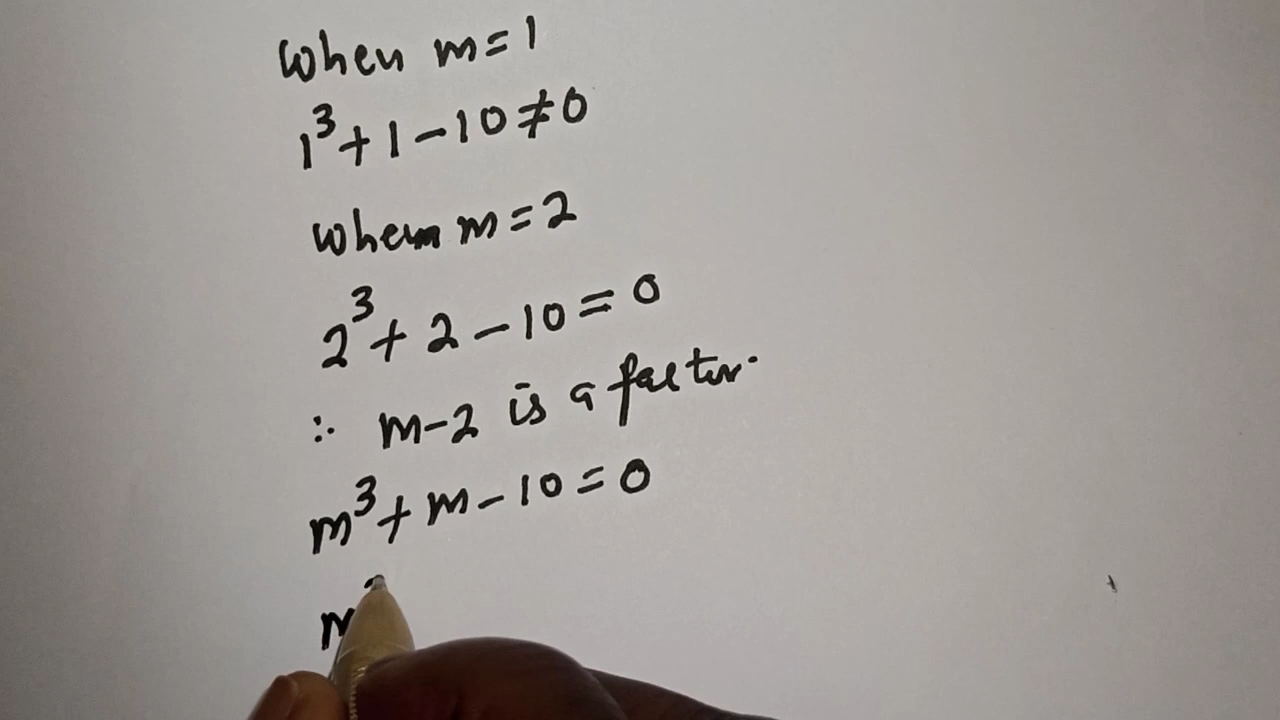 when m=1
1³+1-10≠0
when m=2
2³+2-10=0
∴ m-2 is a factor.
m³+m-10=0
m